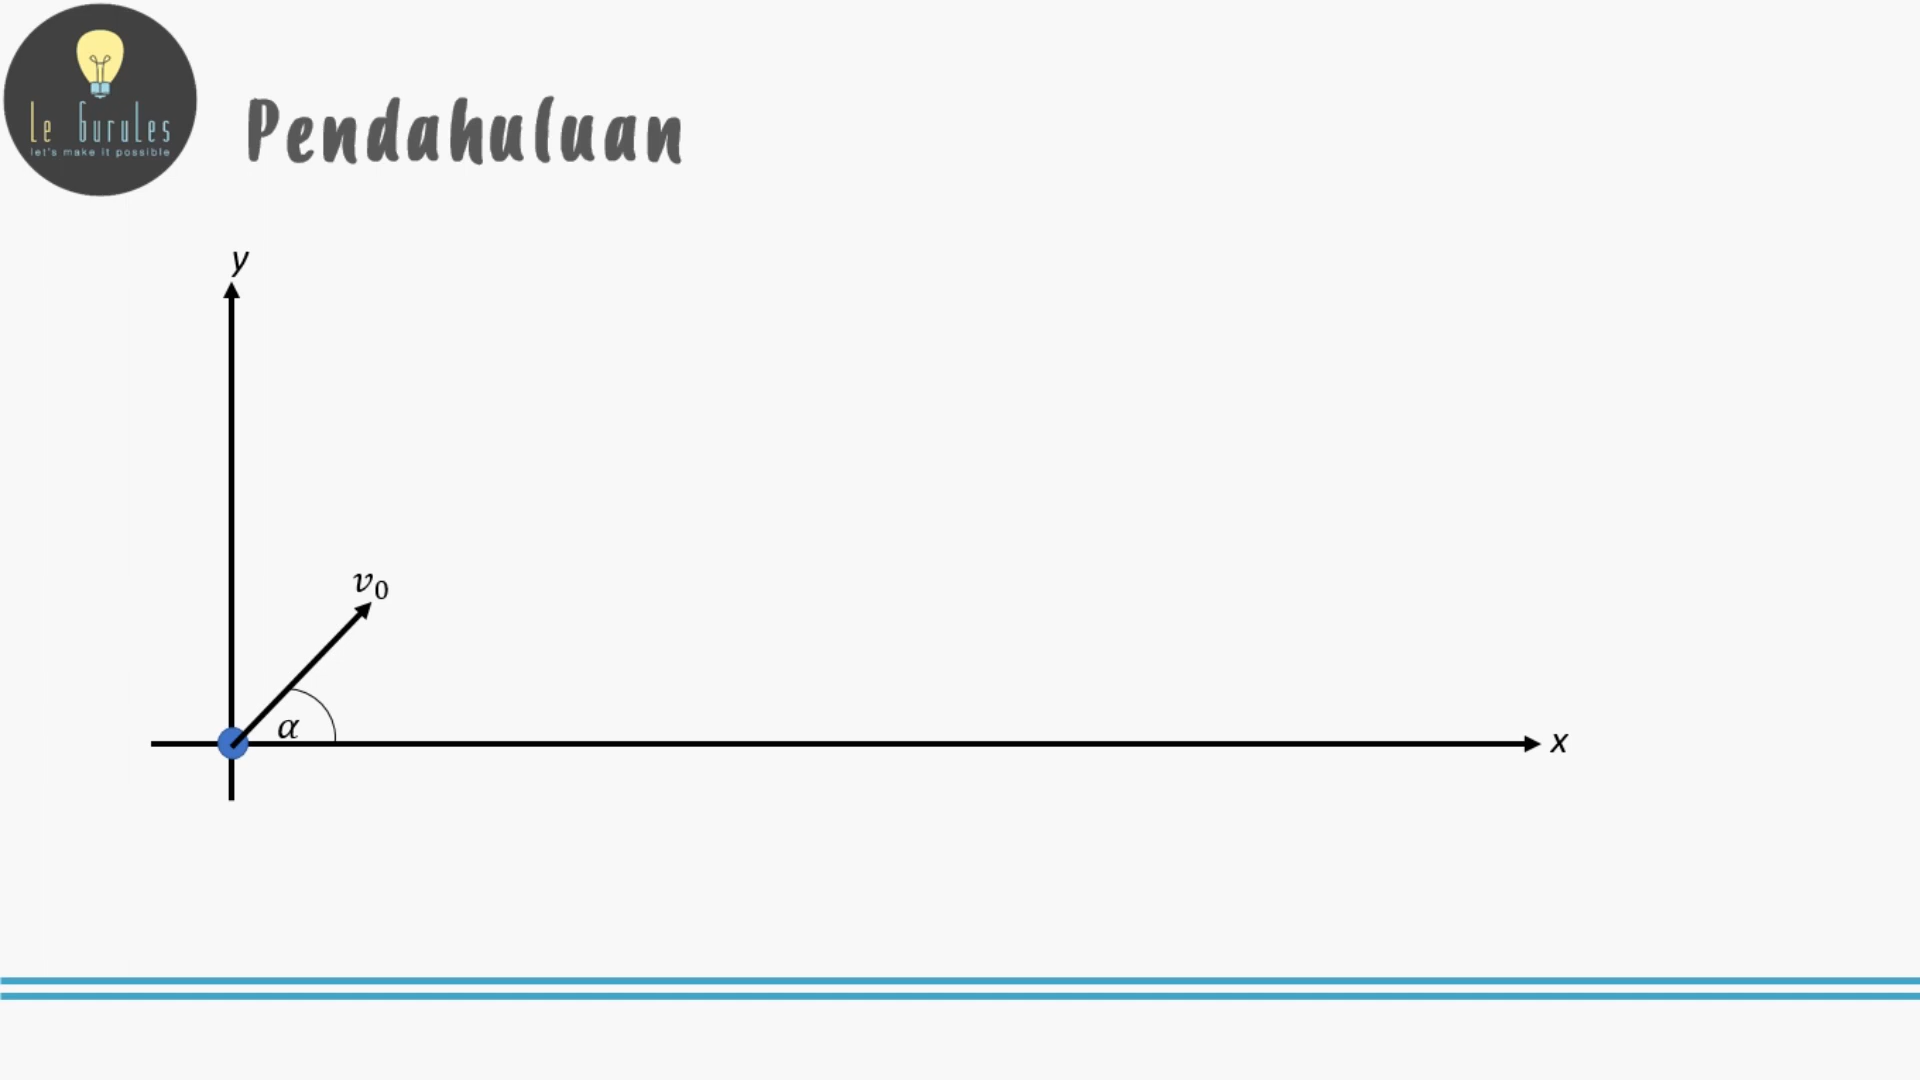 Le GuruLes
let's make it possible
Pendahuluan
y
v₀
α
x